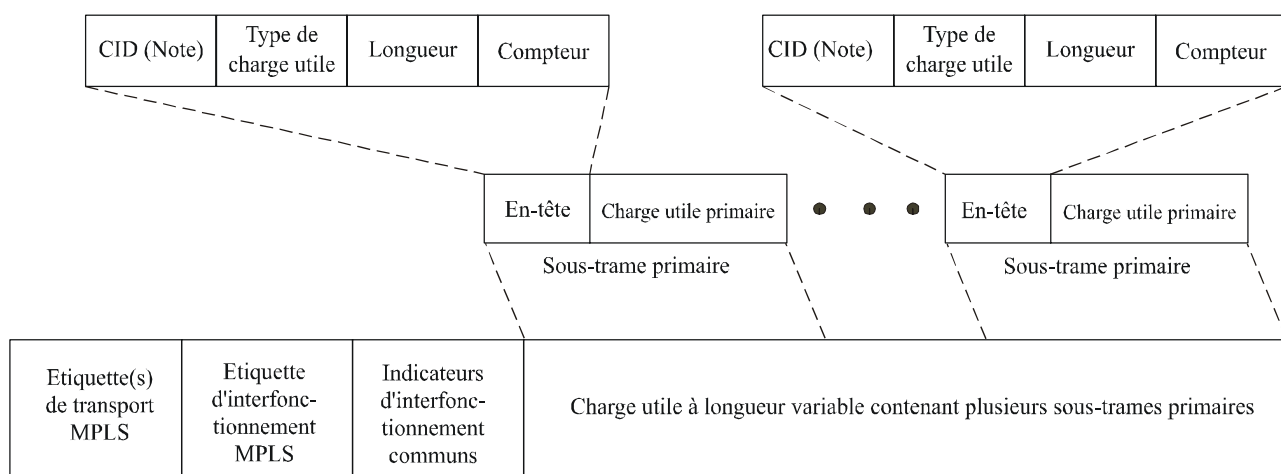 CID (Note)
Type de
charge utile
Longueur
Compteur
CID (Note)
Type de
charge utile
Longueur
Compteur
En-tête
Charge utile primaire
En-tête
Charge utile primaire
Sous-trame primaire
Sous-trame primaire
Etiquette(s)
de transport
MPLS
Etiquette
d'interfonc-
tionnement
MPLS
Indicateurs
d'interfonc-
tionnement
communs
Charge utile à longueur variable contenant plusieurs sous-trames primaires